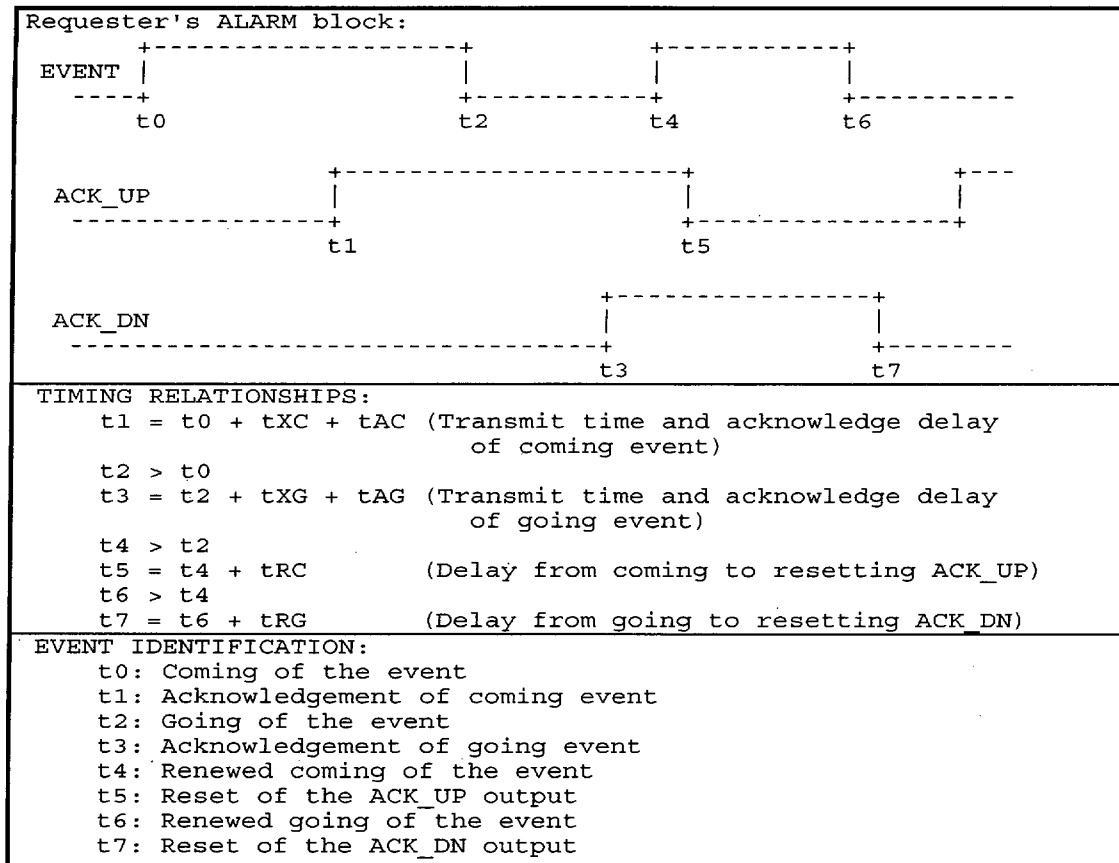 Requester's ALARM block:
EVENT
t0 t2 t4 t6
ACK_UP
t1 t5
ACK_DN
t3 t7
TIMING RELATIONSHIPS:
t1 = t0 + tXC + tAC (Transmit time and acknowledge delay
of coming event)
t2 > t0
t3 = t2 + tXG + tAG (Transmit time and acknowledge delay
of going event)
t4 > t2
t5 = t4 + tRC (Delay from coming to resetting ACK_UP)
t6 > t4
t7 = t6 + tRG (Delay from going to resetting ACK_DN)
EVENT IDENTIFICATION:
t0: Coming of the event
t1: Acknowledgement of coming event
t2: Going of the event
t3: Acknowledgement of going event
t4: Renewed coming of the event
t5: Reset of the ACK_UP output
t6: Renewed going of the event
t7: Reset of the ACK_DN output